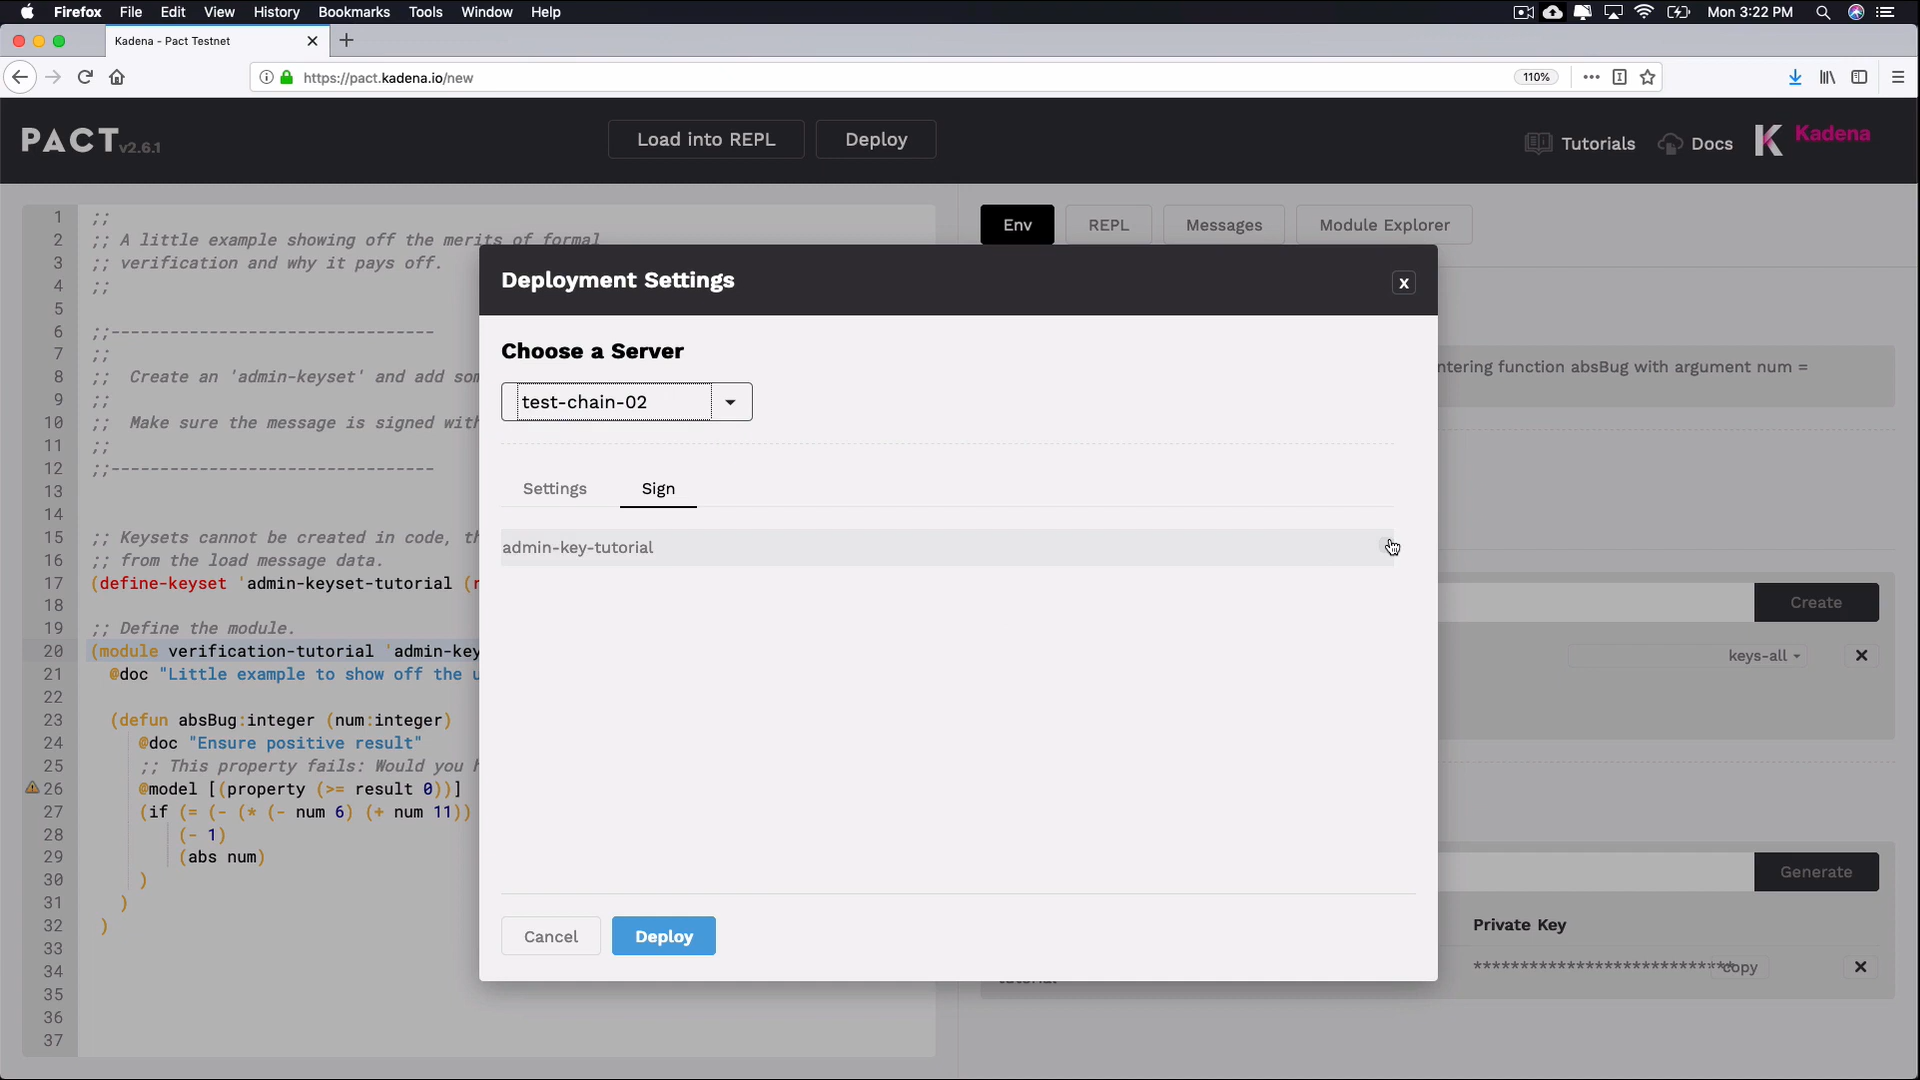 Firefox File Edit View History Bookmarks Tools Window Help Mon 3:22 PM
Kadena - Pact Testnet
https://pact.kadena.io/new 110%
PACT v2.6.1 Load into REPL Deploy Tutorials Docs K Kadena
Env REPL Messages Module Explorer
1 ;;
2 ;; A little example showing off the merits of formal
3 ;; verification and why it pays off.
4 ;;
5
6 ;;---------------------------------
7 ;;
8 ;; Create an 'admin-keyset' and add som
9 ;;
10 ;; Make sure the message is signed with
11 ;;
12 ;;---------------------------------
13
14
15 ;; Keysets cannot be created in code, th
16 ;; from the load message data.
17 (define-keyset 'admin-keyset-tutorial (r
18
19 ;; Define the module.
20 (module verification-tutorial 'admin-key
21 @doc "Little example to show off the u
22
23 (defun absBug:integer (num:integer)
24 @doc "Ensure positive result"
25 ;; This property fails: Would you h
26 @model [(property (>= result 0))]
27 (if (= (- (* (- num 6) (+ num 11))
28 (- 1)
29 (abs num)
30 )
31 )
32 )
33
34
35
36
37
Deployment Settings x
Choose a Server
test-chain-02
Settings Sign
admin-key-tutorial
Cancel Deploy
ntering function absBug with argument num =
Create
keys-all
Generate
Private Key
copy
tutorial